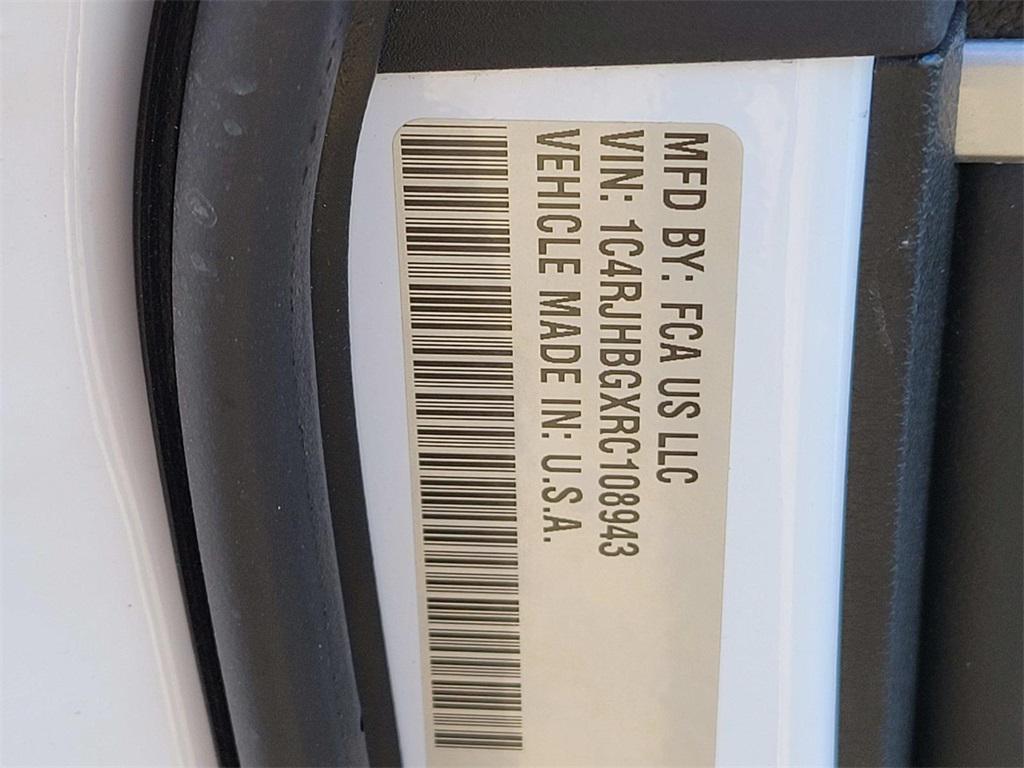 MFD BY: FCA US LLC
VIN: 1C4RJHBGXRC108943
VEHICLE MADE IN: U.S.A.